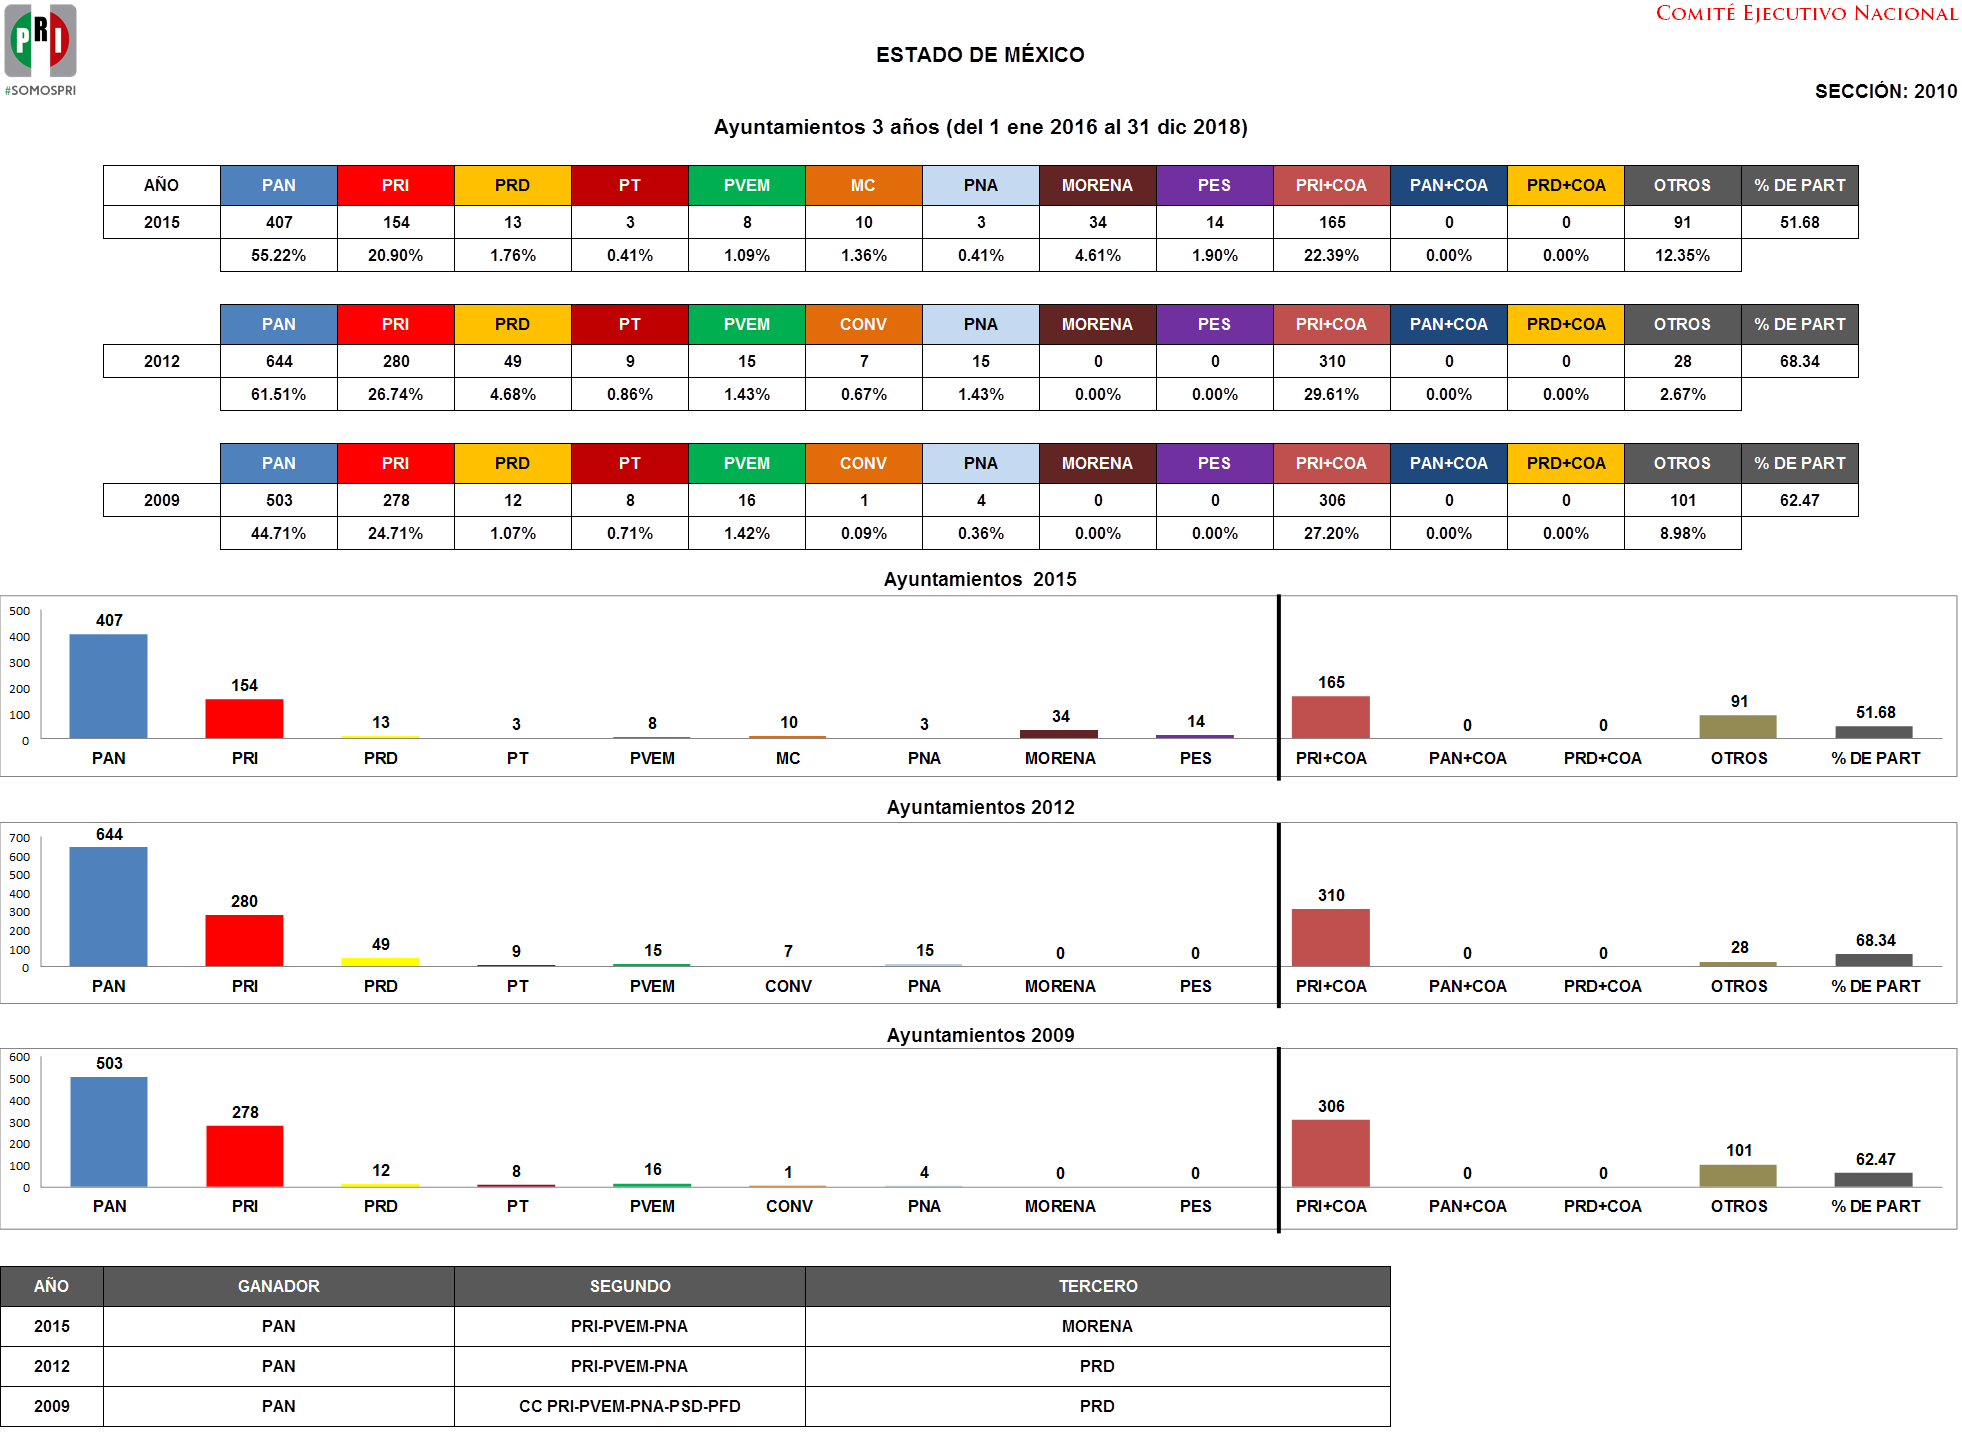 PRI
#SOMOSPRI
COMITÉ EJECUTIVO NACIONAL
ESTADO DE MÉXICO
SECCIÓN: 2010
Ayuntamientos 3 años (del 1 ene 2016 al 31 dic 2018)
AÑO PAN PRI PRD PT PVEM MC PNA MORENA PES PRI+COA PAN+COA PRD+COA OTROS % DE PART
2015 407 154 13 3 8 10 3 34 14 165 0 0 91 51.68
55.22% 20.90% 1.76% 0.41% 1.09% 1.36% 0.41% 4.61% 1.90% 22.39% 0.00% 0.00% 12.35%
PAN PRI PRD PT PVEM CONV PNA MORENA PES PRI+COA PAN+COA PRD+COA OTROS % DE PART
2012 644 280 49 9 15 7 15 0 0 310 0 0 28 68.34
61.51% 26.74% 4.68% 0.86% 1.43% 0.67% 1.43% 0.00% 0.00% 29.61% 0.00% 0.00% 2.67%
PAN PRI PRD PT PVEM CONV PNA MORENA PES PRI+COA PAN+COA PRD+COA OTROS % DE PART
2009 503 278 12 8 16 1 4 0 0 306 0 0 101 62.47
44.71% 24.71% 1.07% 0.71% 1.42% 0.09% 0.36% 0.00% 0.00% 27.20% 0.00% 0.00% 8.98%
Ayuntamientos 2015
500
400
300
200
100
0
407 154 13 3 8 10 3 34 14 165 0 0 91 51.68
PAN PRI PRD PT PVEM MC PNA MORENA PES PRI+COA PAN+COA PRD+COA OTROS % DE PART
Ayuntamientos 2012
700
600
500
400
300
200
100
0
644 280 49 9 15 7 15 0 0 310 0 0 28 68.34
PAN PRI PRD PT PVEM CONV PNA MORENA PES PRI+COA PAN+COA PRD+COA OTROS % DE PART
Ayuntamientos 2009
600
500
400
300
200
100
0
503 278 12 8 16 1 4 0 0 306 0 0 101 62.47
PAN PRI PRD PT PVEM CONV PNA MORENA PES PRI+COA PAN+COA PRD+COA OTROS % DE PART
AÑO GANADOR SEGUNDO TERCERO
2015 PAN PRI-PVEM-PNA MORENA
2012 PAN PRI-PVEM-PNA PRD
2009 PAN CC PRI-PVEM-PNA-PSD-PFD PRD